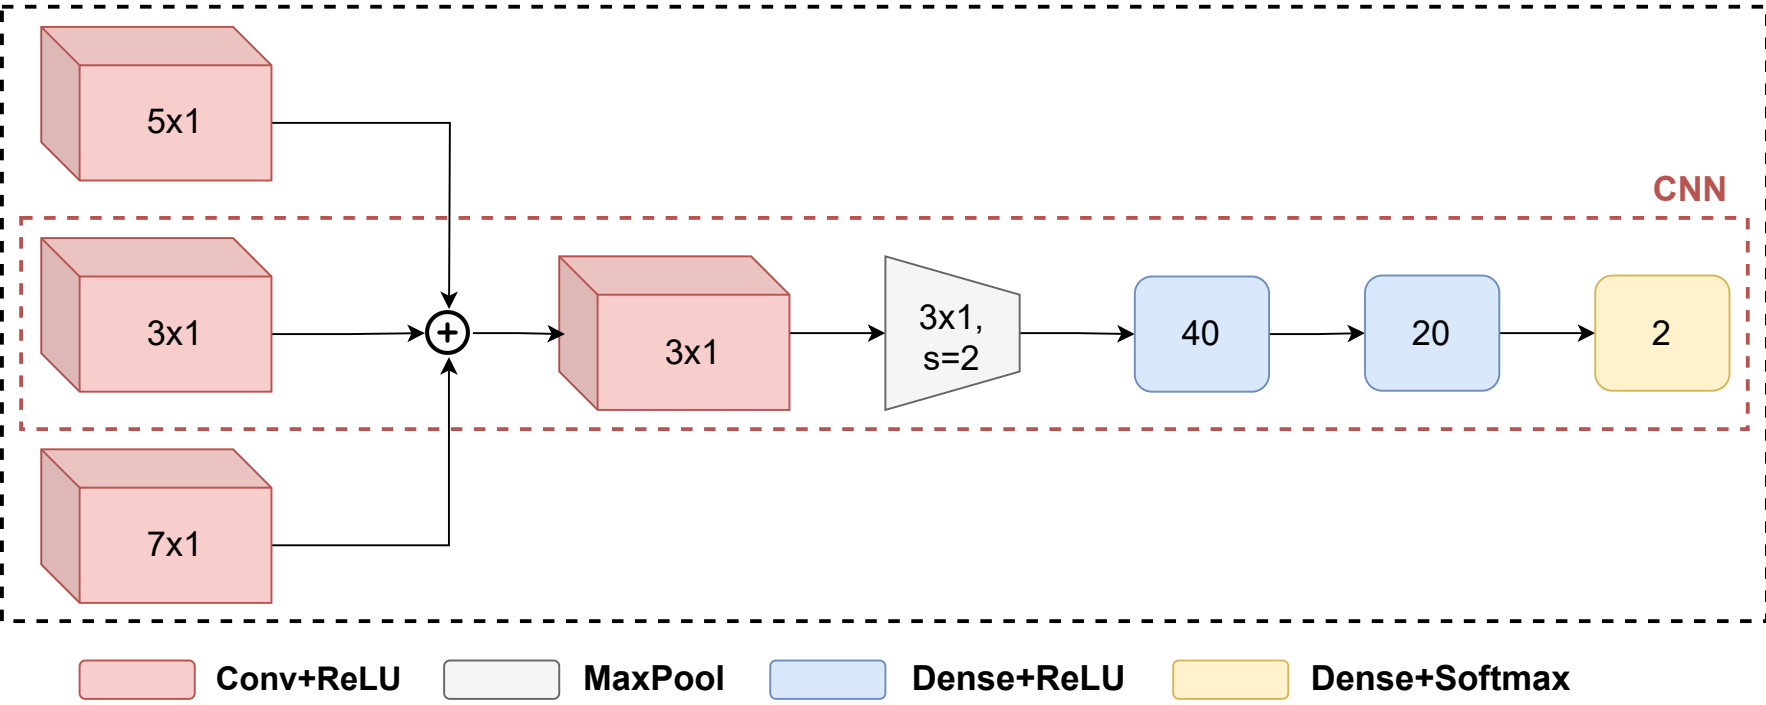 5x1
CNN
3x1
3x1
3x1,
s=2
40
20
2
7x1
Conv+ReLU
MaxPool
Dense+ReLU
Dense+Softmax